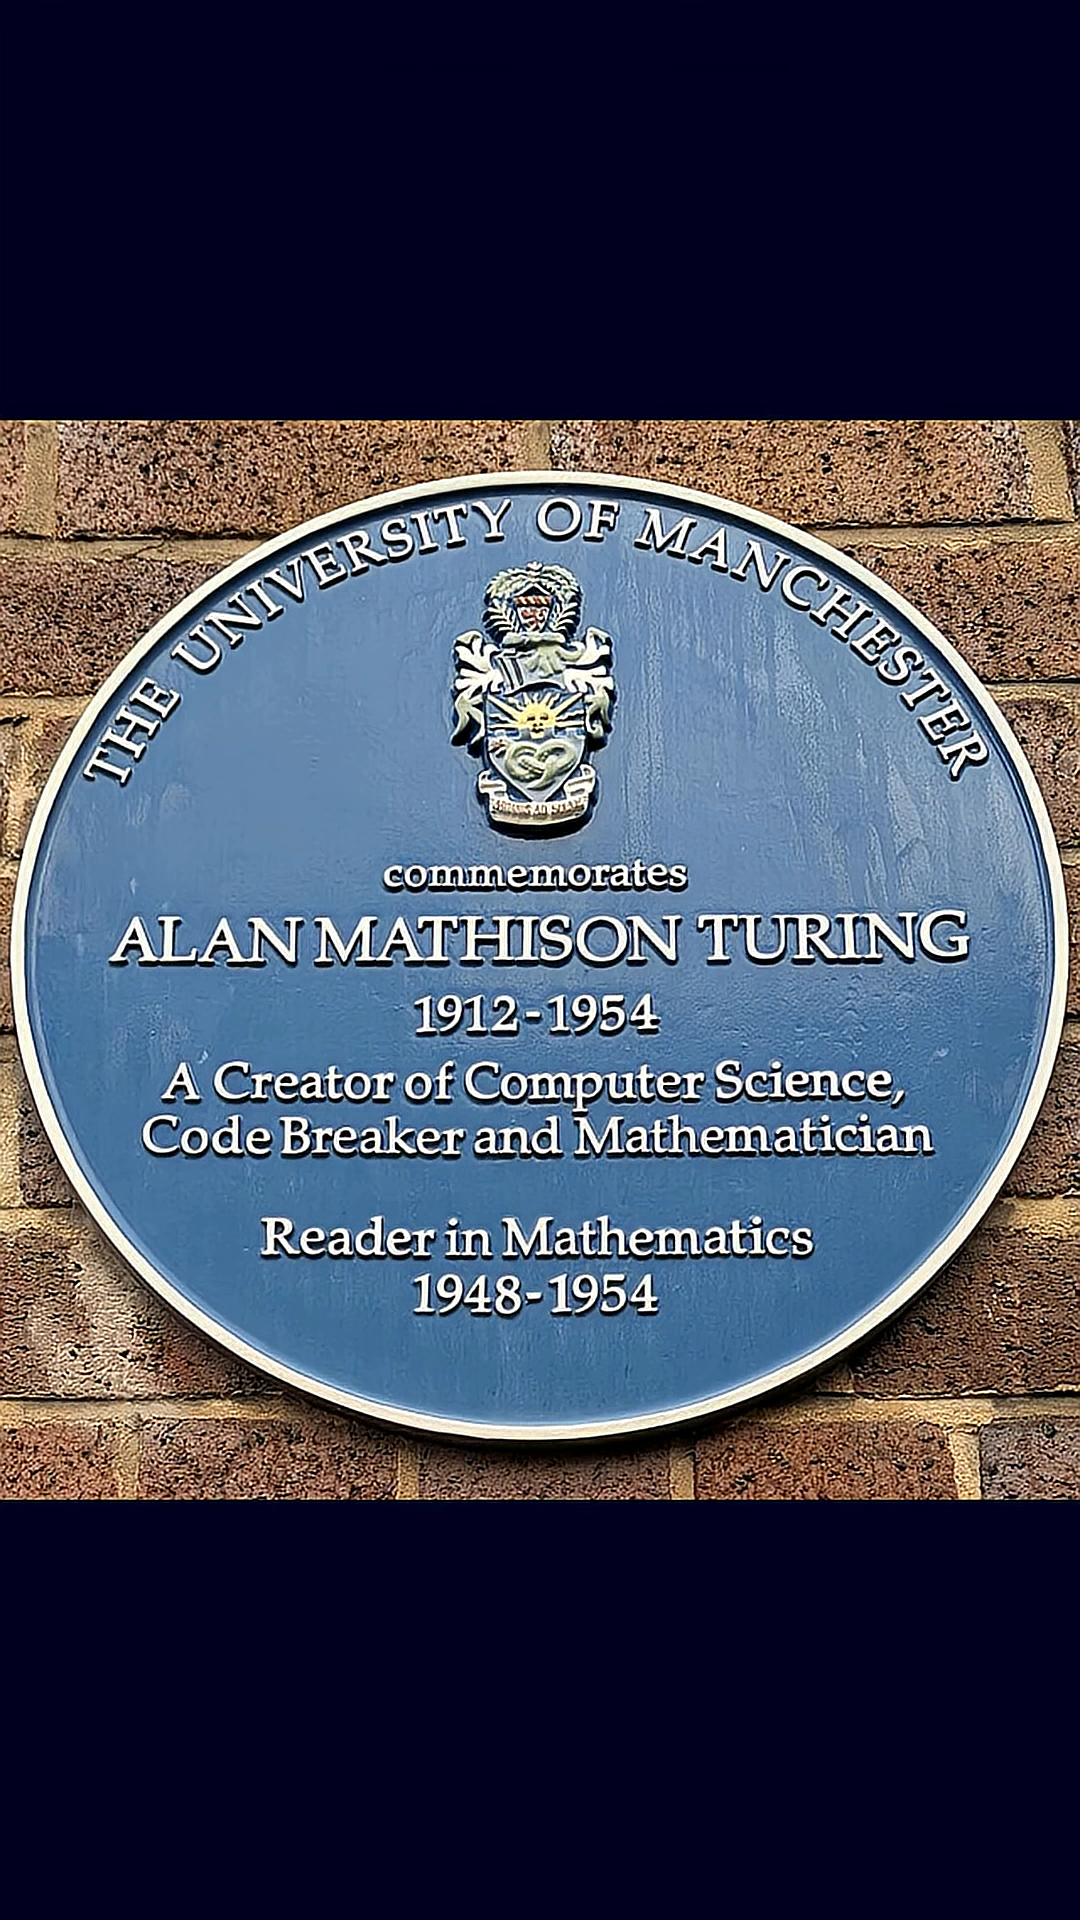 THE UNIVERSITY OF MANCHESTER
commemorates
ALAN MATHISON TURING
1912-1954
A Creator of Computer Science,
Code Breaker and Mathematician
Reader in Mathematics
1948-1954